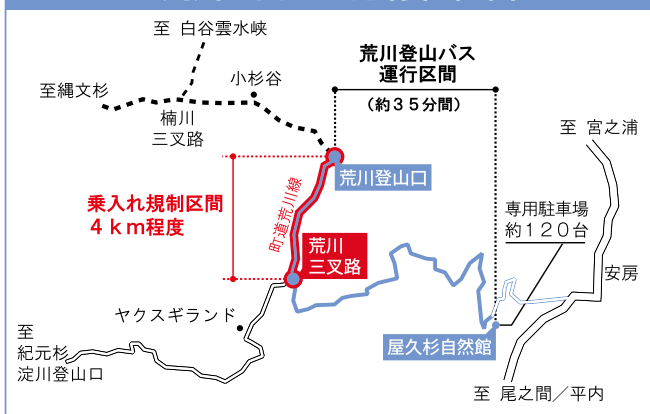 至 白谷雲水峡
荒川登山バス
運行区間
（約３５分間）
小杉谷
至縄文杉
楠川
三叉路
至 宮之浦
荒川登山口
乗入れ規制区間
４ｋｍ程度
町道荒川線
専用駐車場
約１２０台
荒川
三叉路
安房
ヤクスギランド
屋久杉自然館
至
紀元杉
淀川登山口
至 尾之間／平内